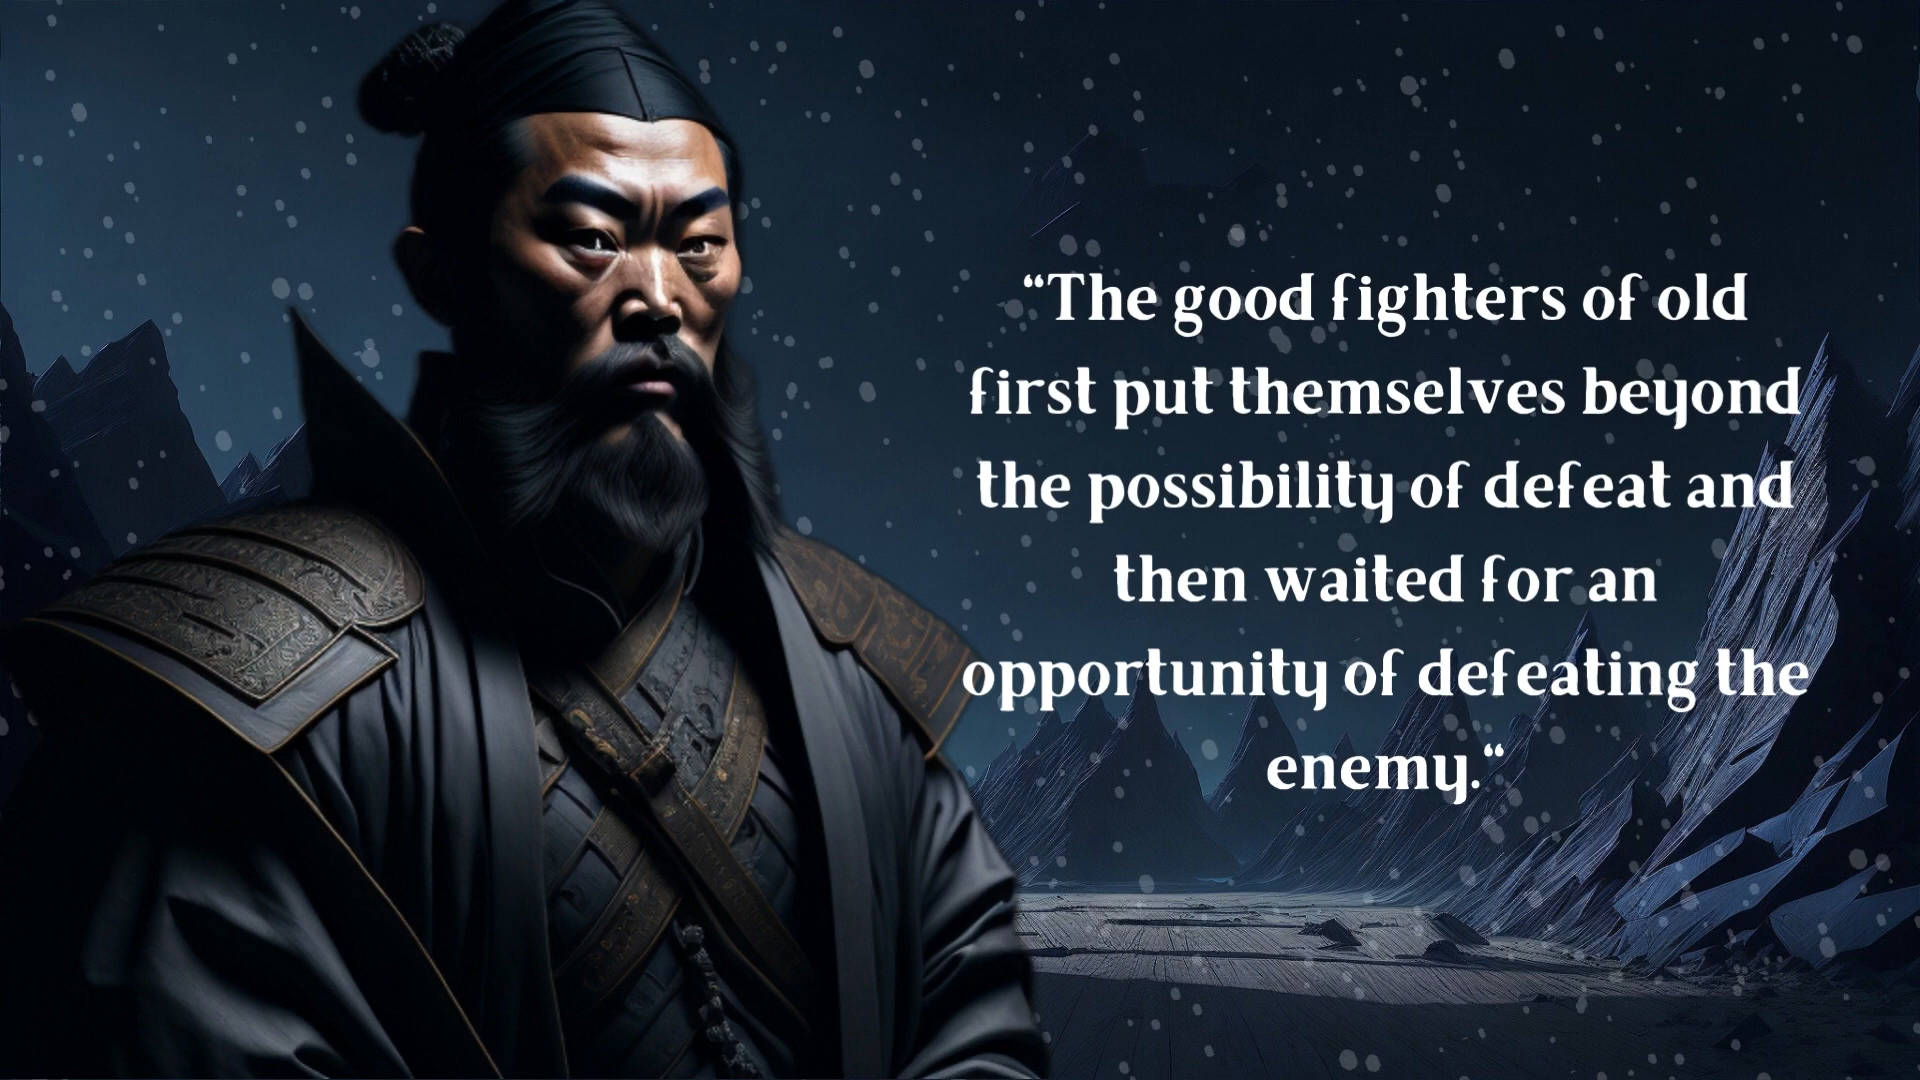 “The good fighters of old
first put themselves beyond
the possibility of defeat and
then waited for an
opportunity of defeating the
enemy.“